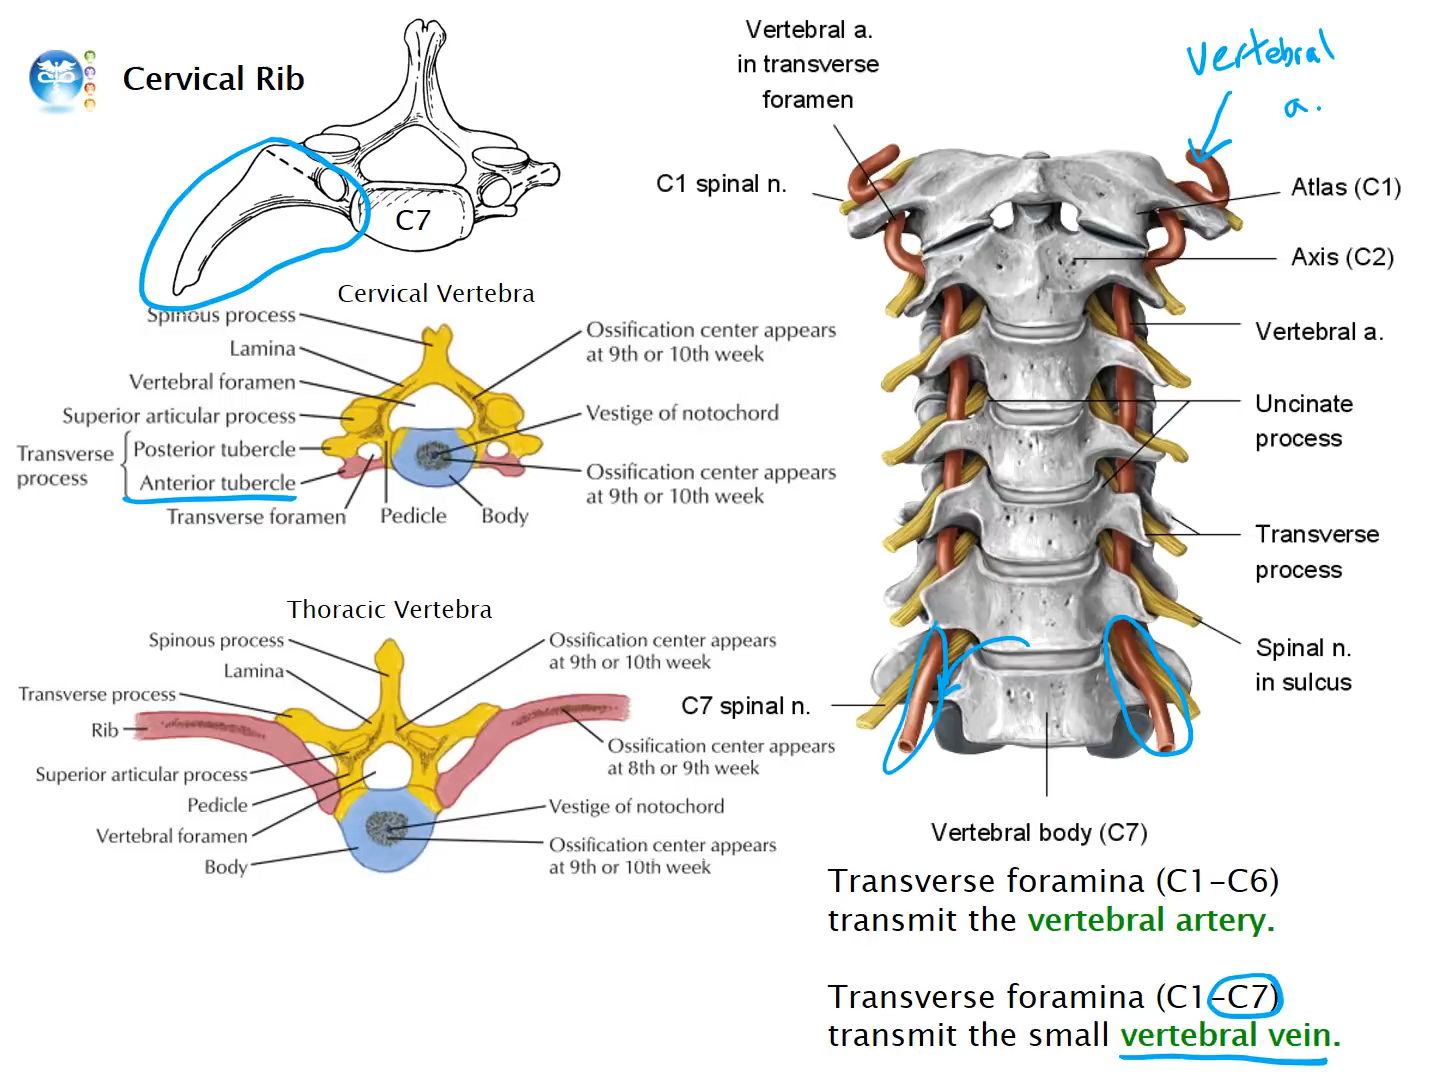 Cervical Rib
C7
Cervical Vertebra
Spinous process
Lamina
Vertebral foramen
Superior articular process
Transverse
process
Posterior tubercle
Anterior tubercle
Transverse foramen
Pedicle
Body
Ossification center appears
at 9th or 10th week
Vestige of notochord
Ossification center appears
at 9th or 10th week
Thoracic Vertebra
Spinous process
Lamina
Transverse process
Rib
Superior articular process
Pedicle
Vertebral foramen
Body
Ossification center appears
at 9th or 10th week
Ossification center appears
at 8th or 9th week
Vestige of notochord
Ossification center appears
at 9th or 10th week
Vertebral a.
in transverse
foramen
C1 spinal n.
C7 spinal n.
vertebral
a.
Atlas (C1)
Axis (C2)
Vertebral a.
Uncinate
process
Transverse
process
Spinal n.
in sulcus
Vertebral body (C7)
Transverse foramina (C1-C6)
transmit the vertebral artery.
Transverse foramina (C1-C7)
transmit the small vertebral vein.